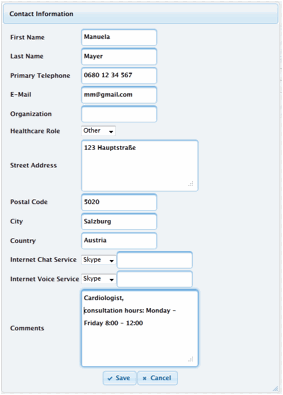 Contact Information
First Name Manuela
Last Name Mayer
Primary Telephone 0680 12 34 567
E-Mail mm@gmail.com
Organization
Healthcare Role Other
Street Address 123 Hauptstraße
Postal Code 5020
City Salzburg
Country Austria
Internet Chat Service Skype
Internet Voice Service Skype
Comments Cardiologist,
consultation hours: Monday -
Friday 8:00 - 12:00
Save Cancel